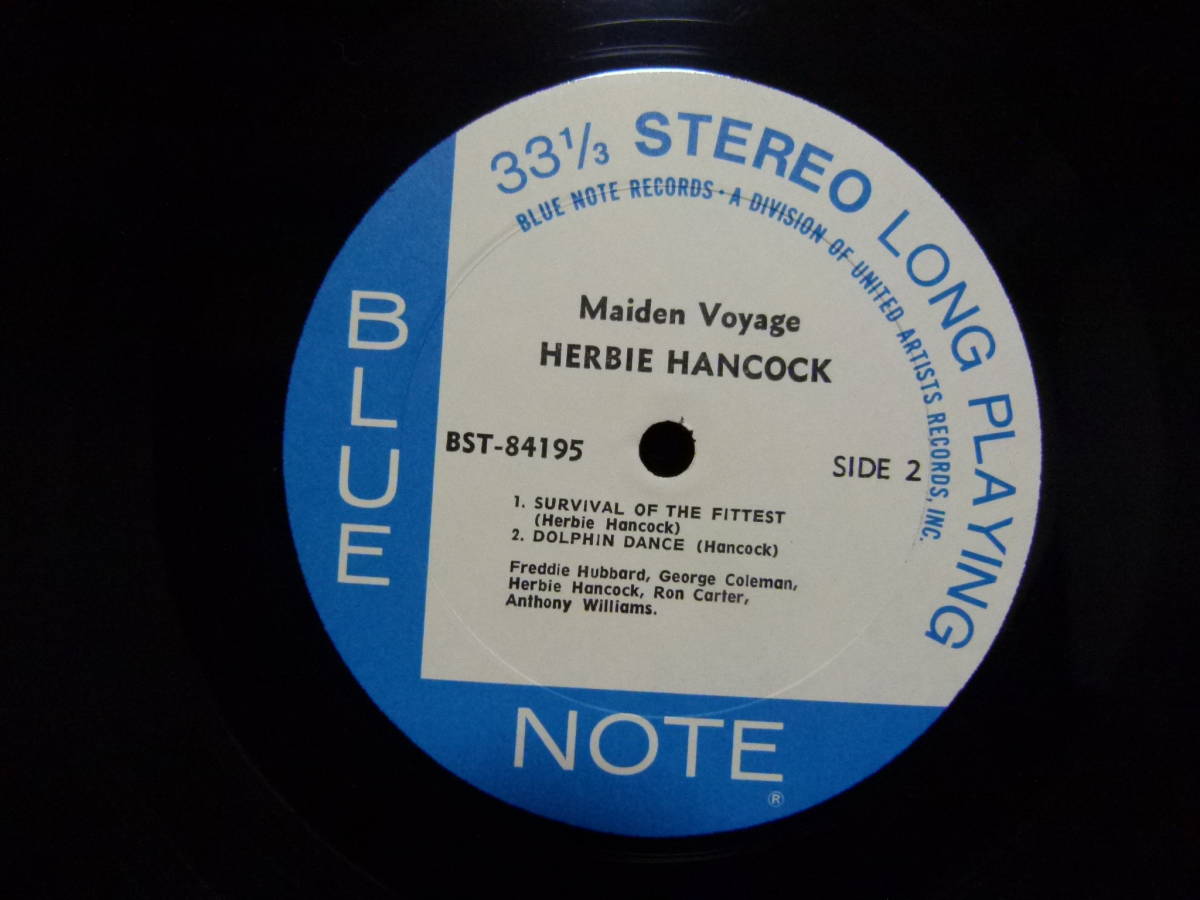 33 1/3 STEREO LONG PLAYING
BLUE NOTE RECORDS · A DIVISION OF UNITED ARTISTS RECORDS, INC.
Maiden Voyage
HERBIE HANCOCK
BST-84195
SIDE 2
1. SURVIVAL OF THE FITTEST
(Herbie Hancock)
2. DOLPHIN DANCE (Hancock)
Freddie Hubbard, George Coleman,
Herbie Hancock, Ron Carter,
Anthony Williams.
BLUE
NOTE
®